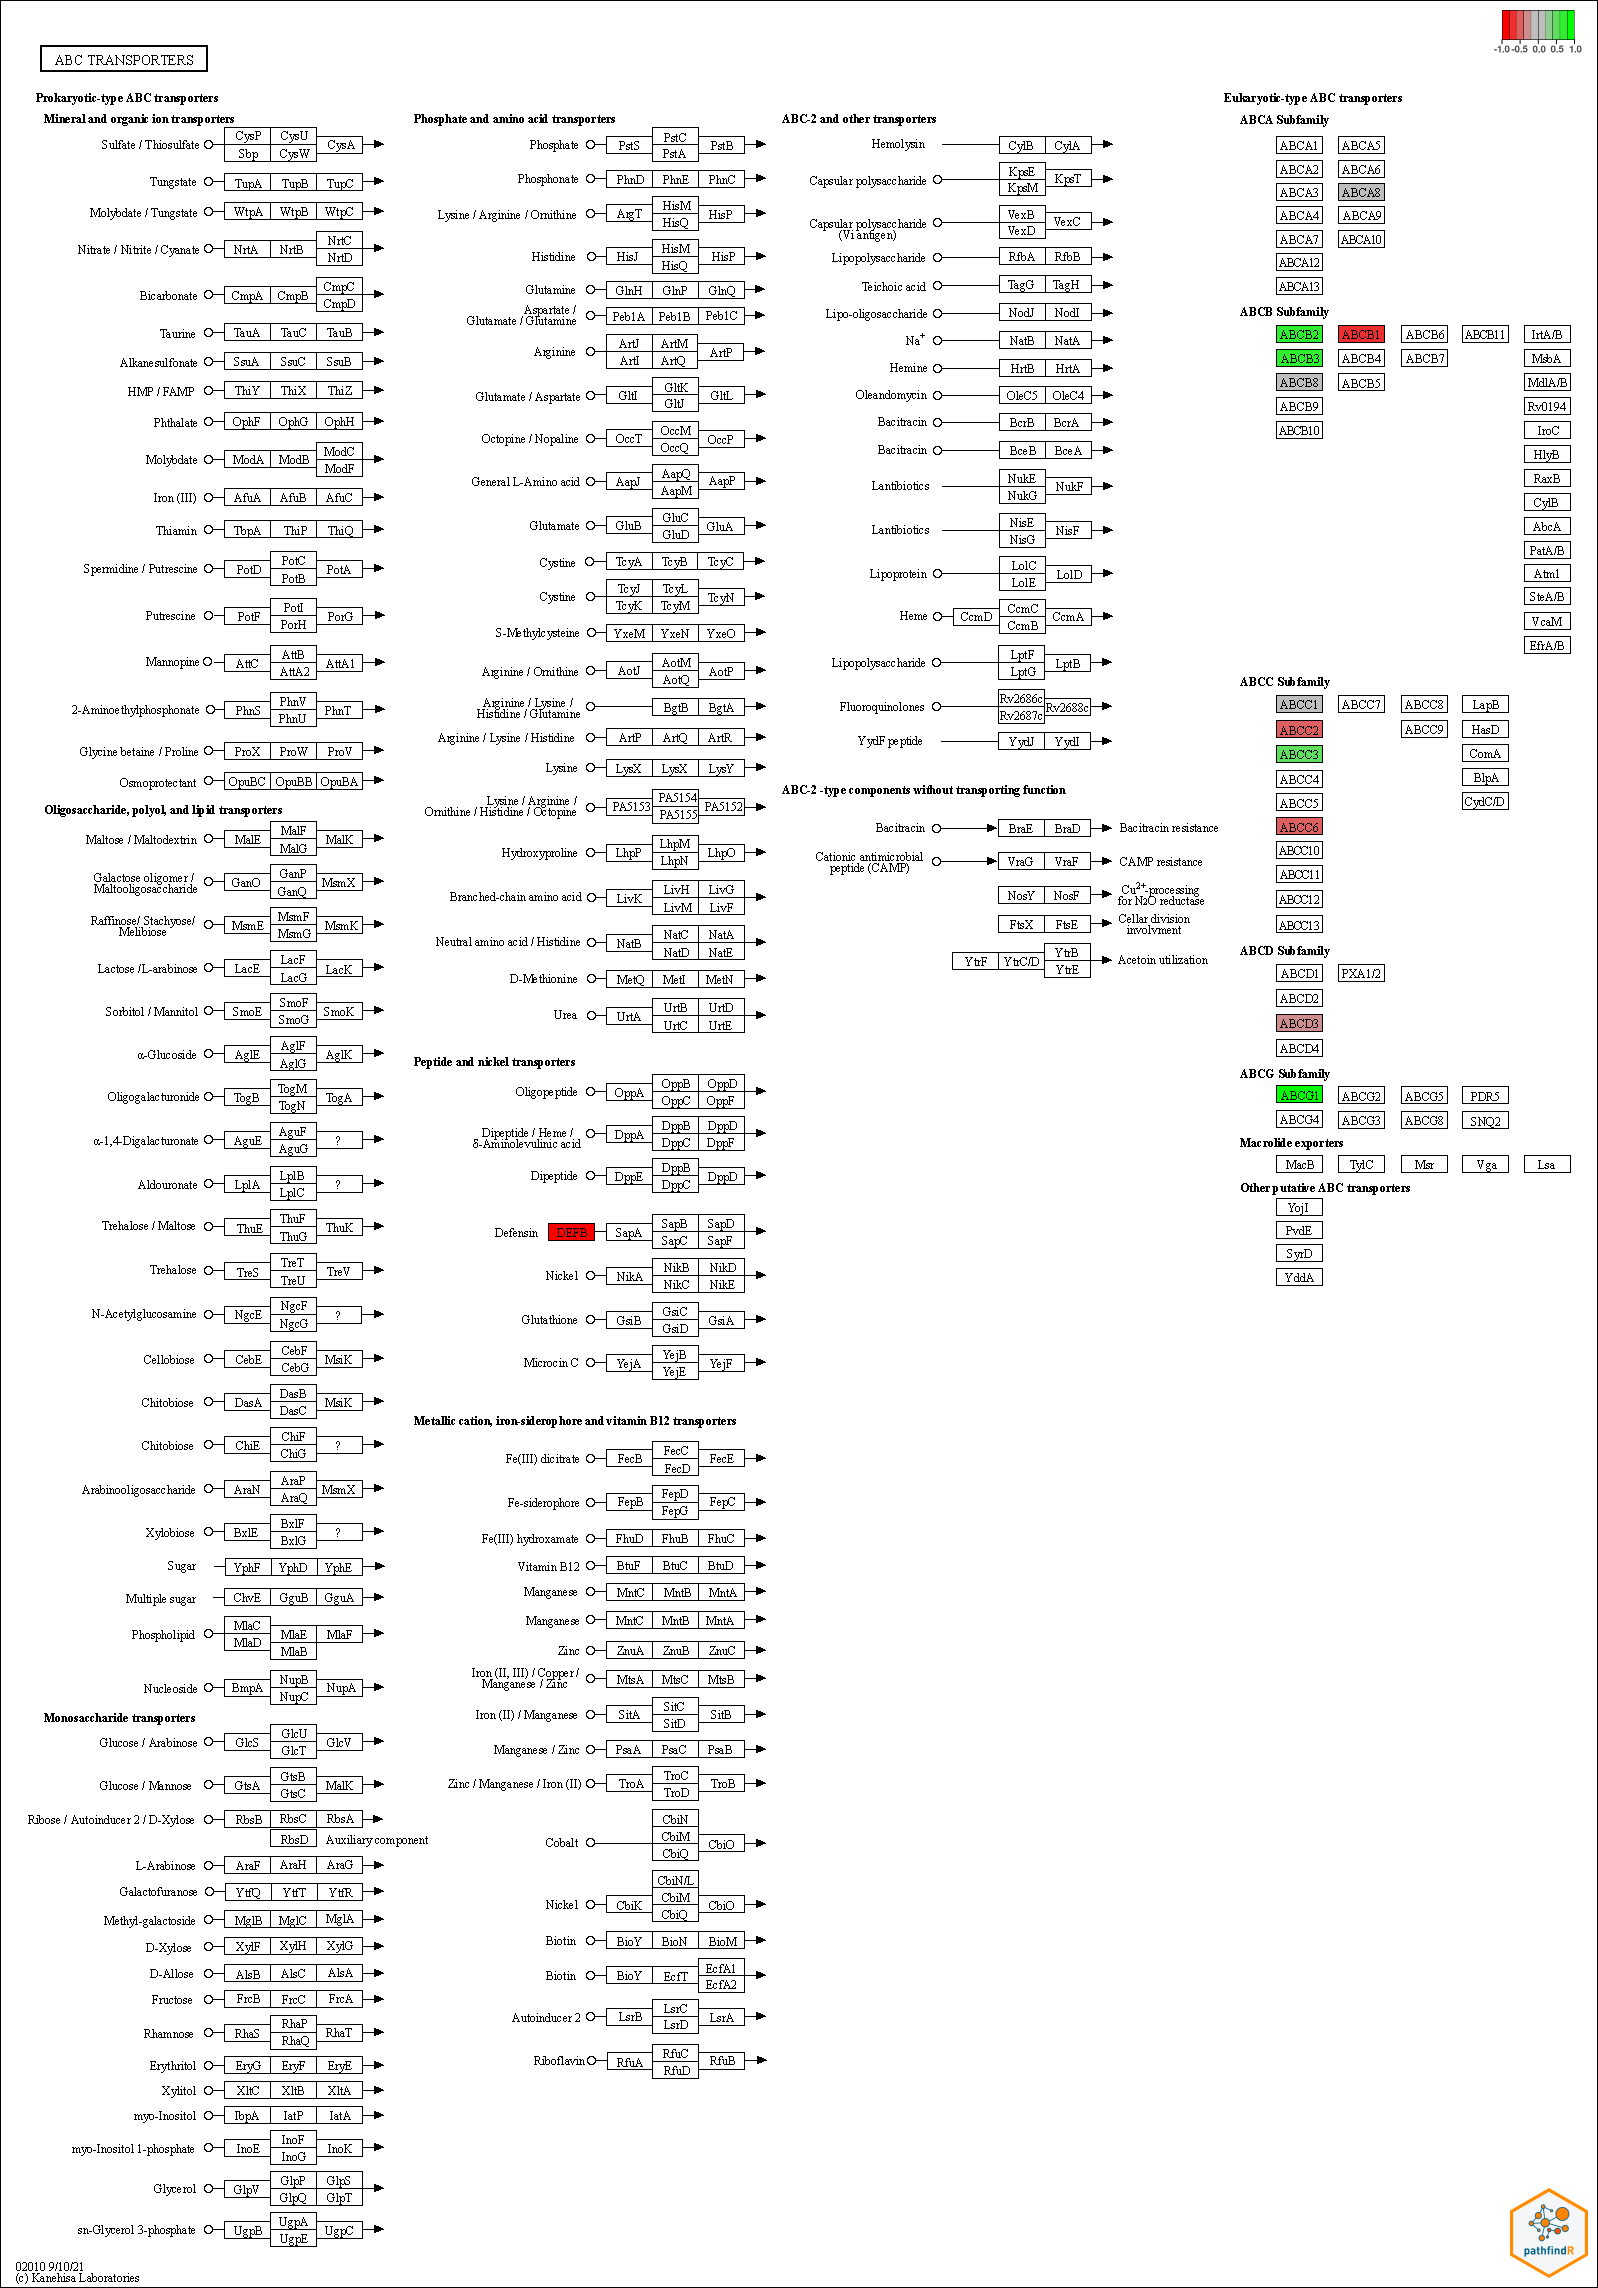 -1.0 -0.5 0.0 0.5 1.0
ABC TRANSPORTERS
Prokaryotic-type ABC transporters
Mineral and organic ion transporters
Sulfate / Thiosulfate CysP CysU CysA
Sbp CysW
Tungstate TupA TupB TupC
Molybdate / Tungstate WtpA WtpB WtpC
Nitrate / Nitrite / Cyanate NrtA NrtB NrtC
NrtD
Bicarbonate CmpA CmpB CmpC
CmpD
Taurine TauA TauC TauB
Alkanesulfonate SsuA SsuC SsuB
HMP / FAMP ThiY ThiX ThiZ
Phthalate OphF OphG OphH
Molybdate ModA ModB ModC
ModF
Iron (III) AfuA AfuB AfuC
Thiamin TbpA ThiP ThiQ
Spermidine / Putrescine PotD PotC PotA
PotB
Putrescine PotF PotI PorG
PorH
Mannopine AttC AttB AttA1
AttA2
2-Aminoethylphosphonate PhnS PhnV PhnT
PhnU
Glycine betaine / Proline ProX ProW ProV
Osmoprotectant OpuBC OpuBB OpuBA
Oligosaccharide, polyol, and lipid transporters
Maltose / Maltodextrin MalE MalF MalK
MalG
Galactose oligomer / GanO GanP MsmX
Maltooligosaccharide GanQ
Raffinose/ Stachyose/ MsmE MsmF MsmK
Melibiose MsmG
Lactose /L-arabinose LacE LacF LacK
LacG
Sorbitol / Mannitol SmoE SmoF SmoK
SmoG
α-Glucoside AglE AglF AglK
AglG
Oligogalacturonide TogB TogM TogA
TogN
α-1,4-Digalacturonate AguE AguF ?
AguG
Aldouronate LplA LplB ?
LplC
Trehalose / Maltose ThuE ThuF ThuK
ThuG
Trehalose TreS TreT TreV
TreU
N-Acetylglucosamine NgcE NgcF ?
NgcG
Cellobiose CebE CebF MsiK
CebG
Chitobiose DasA DasB MsiK
DasC
Chitobiose ChiE ChiF ?
ChiG
Arabinooligosaccharide AraN AraP MsmX
AraQ
Xylobiose BxlE BxlF ?
BxlG
Sugar YphF YphD YphE
Multiple sugar ChvE GguB GguA
Phospholipid MlaC MlaE MlaF
MlaD MlaB
Nucleoside BmpA NupB NupA
NupC
Monosaccharide transporters
Glucose / Arabinose GlcS GlcU GlcV
GlcT
Glucose / Mannose GtsA GtsB MalK
GtsC
Ribose / Autoinducer 2 / D-Xylose RbsB RbsC RbsA
RbsD Auxiliary component
L-Arabinose AraF AraH AraG
Galactofuranose YtfQ YtfT YtfR
Methyl-galactoside MglB MglC MglA
D-Xylose XylF XylH XylG
D-Allose AlsB AlsC AlsA
Fructose FrcB FrcC FrcA
Rhamnose RhaS RhaP RhaT
RhaQ
Erythritol EryG EryF EryE
Xylitol XltC XltB XltA
myo-Inositol IbpA IatP IatA
myo-Inositol 1-phosphate InoE InoF InoK
InoG
Glycerol GlpV GlpP GlpS
GlpQ GlpT
sn-Glycerol 3-phosphate UgpB UgpA UgpC
UgpE
Phosphate and amino acid transporters
Phosphate PstS PstC PstB
PstA
Phosphonate PhnD PhnE PhnC
Lysine / Arginine / Ornithine ArgT HisM HisP
HisQ
Histidine HisJ HisM HisP
HisQ
Glutamine GlnH GlnP GlnQ
Aspartate /
Glutamate / Glutamine Peb1A Peb1B Peb1C
Arginine ArtJ ArtM ArtP
ArtI ArtQ
Glutamate / Aspartate GltI GltK GltL
GltJ
Octopine / Nopaline OccT OccM OccP
OccQ
General L-Amino acid AapJ AapQ AapP
AapM
Glutamate GluB GluC GluA
GluD
Cystine TcyA TcyB TcyC
Cystine TcyJ TcyL TcyN
TcyK TcyM
S-Methylcysteine YxeM YxeN YxeO
Arginine / Ornithine AotJ AotM AotP
AotQ
Arginine / Lysine / BgtB BgtA
Histidine / Glutamine
Arginine / Lysine / Histidine ArtP ArtQ ArtR
Lysine LysX LysX LysY
Lysine / Arginine / PA5153 PA5154 PA5152
Ornithine / Histidine / Octopine PA5155
Hydroxyproline LhpP LhpM LhpO
LhpN
Branched-chain amino acid LivK LivH LivG
LivM LivF
Neutral amino acid / Histidine NatB NatC NatA
NatD NatE
D-Methionine MetQ MetI MetN
Urea UrtA UrtB UrtD
UrtC UrtE
Peptide and nickel transporters
Oligopeptide OppA OppB OppD
OppC OppF
Dipeptide / Heme / DppA DppB DppD
δ-Aminolevulinic acid DppC DppF
Dipeptide DppE DppB DppD
DppC
Defensin DEFB SapA SapB SapD
SapC SapF
Nickel NikA NikB NikD
NikC NikE
Glutathione GsiB GsiC GsiA
GsiD
Microcin C YejA YejB YejF
YejE
Metallic cation, iron-siderophore and vitamin B12 transporters
Fe(III) dicitrate FecB FecC FecE
FecD
Fe-siderophore FepB FepD FepC
FepG
Fe(III) hydroxamate FhuD FhuB FhuC
Vitamin B12 BtuF BtuC BtuD
Manganese MntC MntB MntA
Manganese MntC MntB MntA
Zinc ZnuA ZnuB ZnuC
Iron (II, III) / Copper / MtsA MtsC MtsB
Manganese / Zinc
Iron (II) / Manganese SitA SitC SitB
SitD
Manganese / Zinc PsaA PsaC PsaB
Zinc / Manganese / Iron (II) TroA TroC TroB
TroD
CbiN
Cobalt CbiM CbiO
CbiQ
CbiN/L
Nickel CbiK CbiM CbiO
CbiQ
Biotin BioY BioN BioM
Biotin BioY EcfT EcfA1
EcfA2
Autoinducer 2 LsrB LsrC LsrA
LsrD
Riboflavin RfuA RfuC RfuB
RfuD
ABC-2 and other transporters
Hemolysin CylB CylA
Capsular polysaccharide KpsE KpsT
KpsM
Capsular polysaccharide VexB VexC
(Vi antigen) VexD
Lipopolysaccharide RfbA RfbB
Teichoic acid TagG TagH
Lipo-oligosaccharide NodJ NodI
Na+ NatB NatA
Hemine HrtB HrtA
Oleandomycin OleC5 OleC4
Bacitracin BcrB BcrA
Bacitracin BceB BceA
Lantibiotics NukE NukF
NukG
Lantibiotics NisE NisF
NisG
Lipoprotein LolC LolD
LolE
Heme CcmD CcmC CcmA
CcmB
Lipopolysaccharide LptF LptB
LptG
Fluoroquinolones Rv2686c Rv2688c
Rv2687c
YydF peptide YydJ YydI
ABC-2 -type components without transporting function
Bacitracin BraE BraD Bacitracin resistance
Cationic antimicrobial VraG VraF CAMP resistance
peptide (CAMP)
NosY NosF Cu2+-processing
for N2O reductase
FtsX FtsE Cellar division
involvment
YtrF YtrC/D YtrB Acetoin utilization
YtrE
Eukaryotic-type ABC transporters
ABCA Subfamily
ABCA1 ABCA5
ABCA2 ABCA6
ABCA3 ABCA8
ABCA4 ABCA9
ABCA7 ABCA10
ABCA12
ABCA13
ABCB Subfamily
ABCB2 ABCB1 ABCB6 ABCB11 IrtA/B
ABCB3 ABCB4 ABCB7 MsbA
ABCB8 ABCB5 MdlA/B
ABCB9 Rv0194
ABCB10 IroC
HlyB
RaxB
CylB
AbcA
PatA/B
Atm1
SteA/B
VcaM
EfrA/B
ABCC Subfamily
ABCC1 ABCC7 ABCC8 LapB
ABCC2 ABCC9 HasD
ABCC3 ComA
ABCC4 BlpA
ABCC5 CydC/D
ABCC6
ABCC10
ABCC11
ABCC12
ABCC13
ABCD Subfamily
ABCD1 PXA1/2
ABCD2
ABCD3
ABCD4
ABCG Subfamily
ABCG1 ABCG2 ABCG5 PDR5
ABCG4 ABCG3 ABCG8 SNQ2
Macrolide exporters
MacB TylC Msr Vga Lsa
Other putative ABC transporters
YojI
PvdE
SyrD
YddA
02010 9/10/21
(c) Kanehisa Laboratories
pathfindR